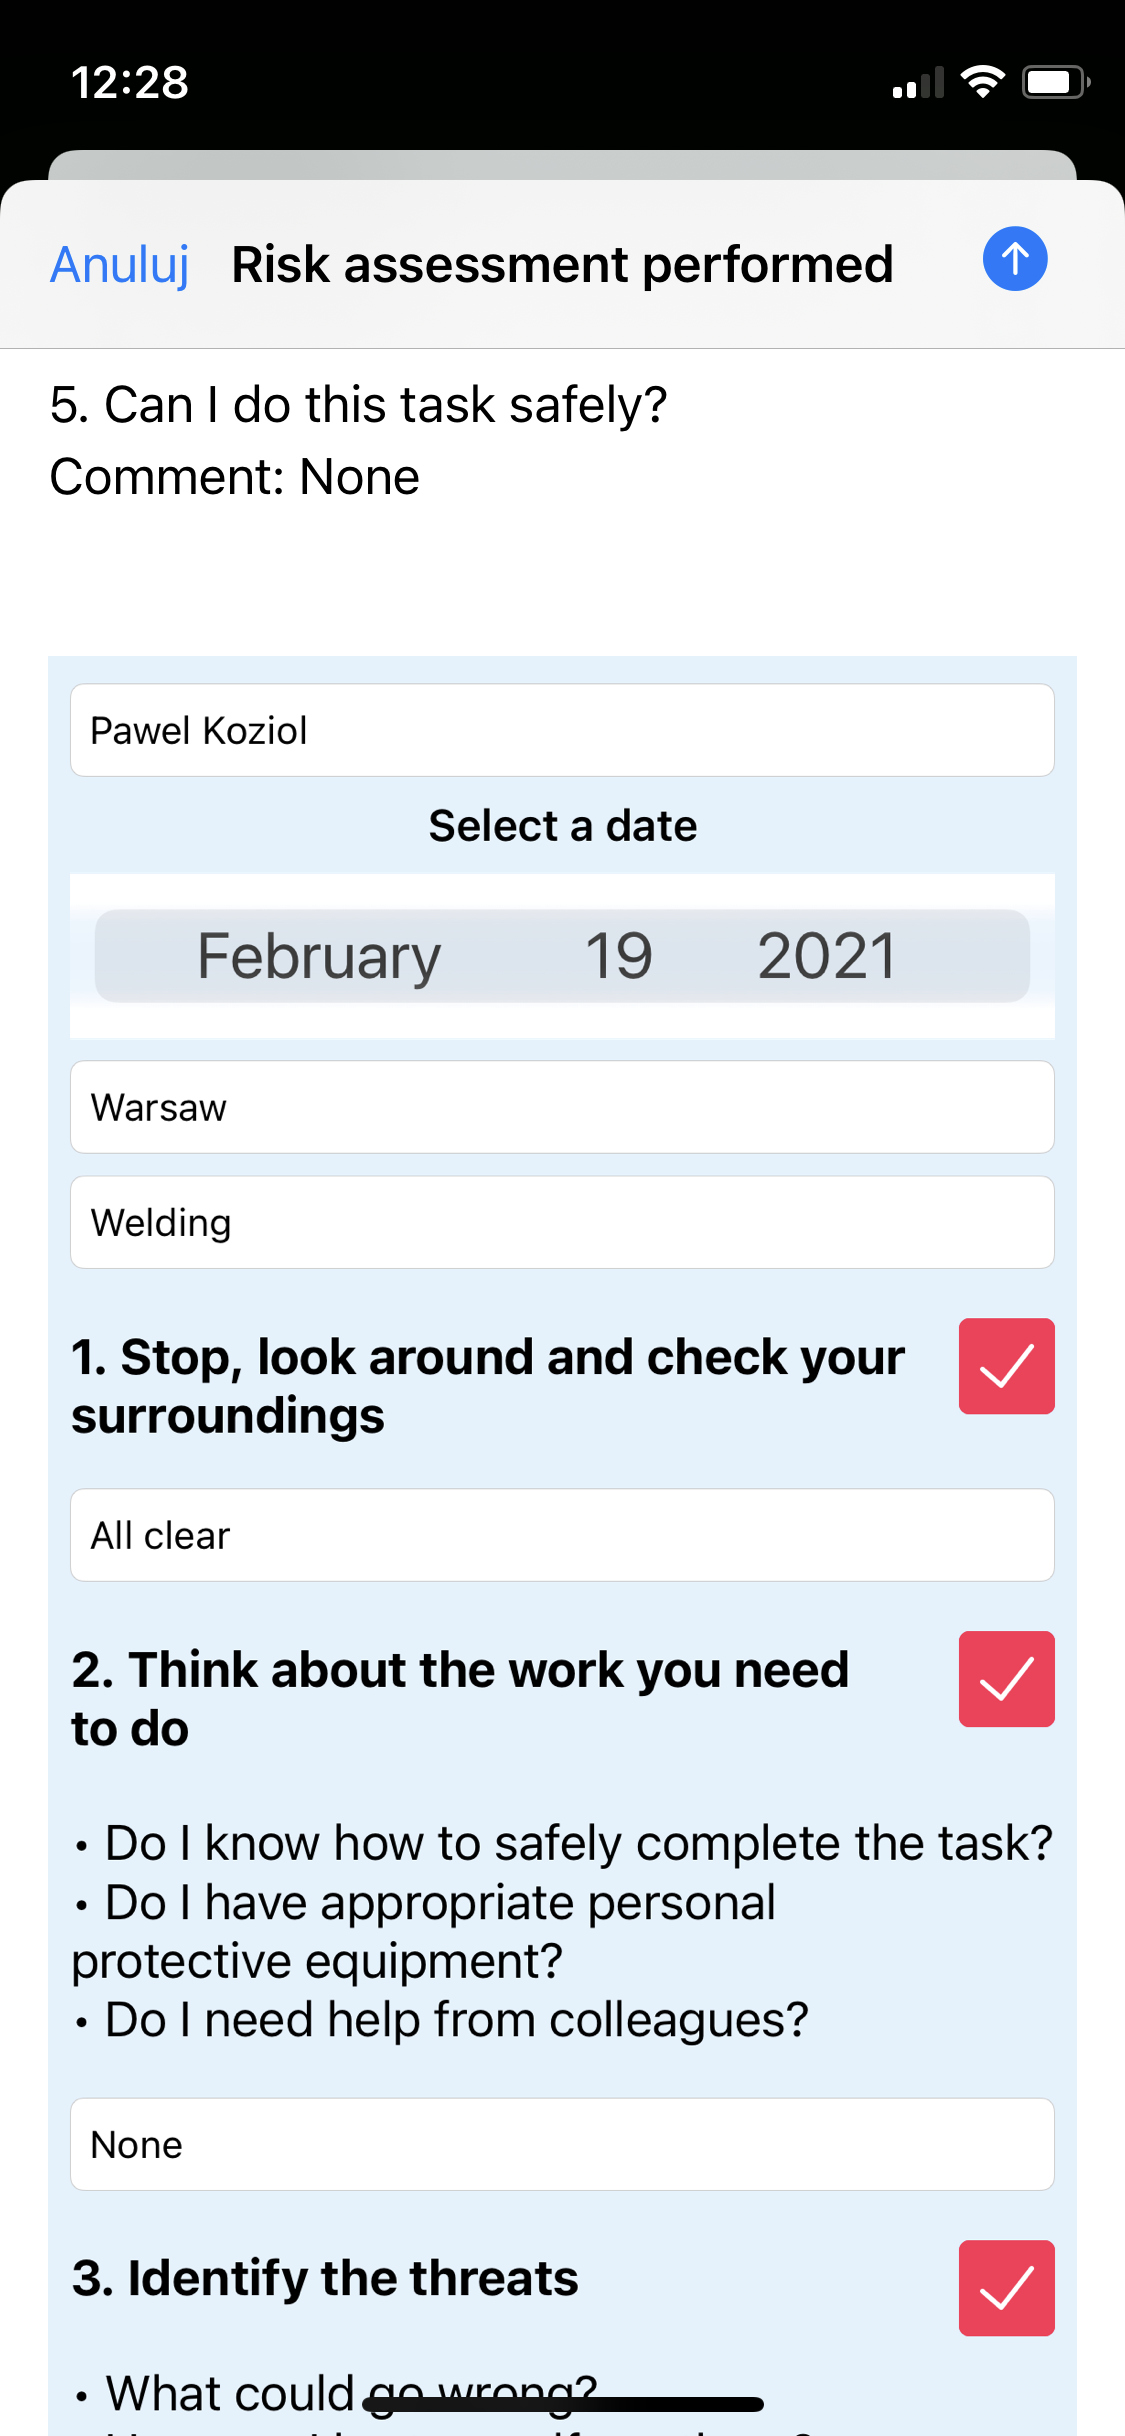 12:28
Anuluj Risk assessment performed
5. Can I do this task safely?
Comment: None
Pawel Koziol
Select a date
February 19 2021
Warsaw
Welding
1. Stop, look around and check your
surroundings
All clear
2. Think about the work you need
to do
• Do I know how to safely complete the task?
• Do I have appropriate personal
protective equipment?
• Do I need help from colleagues?
None
3. Identify the threats
• What could go wrong?